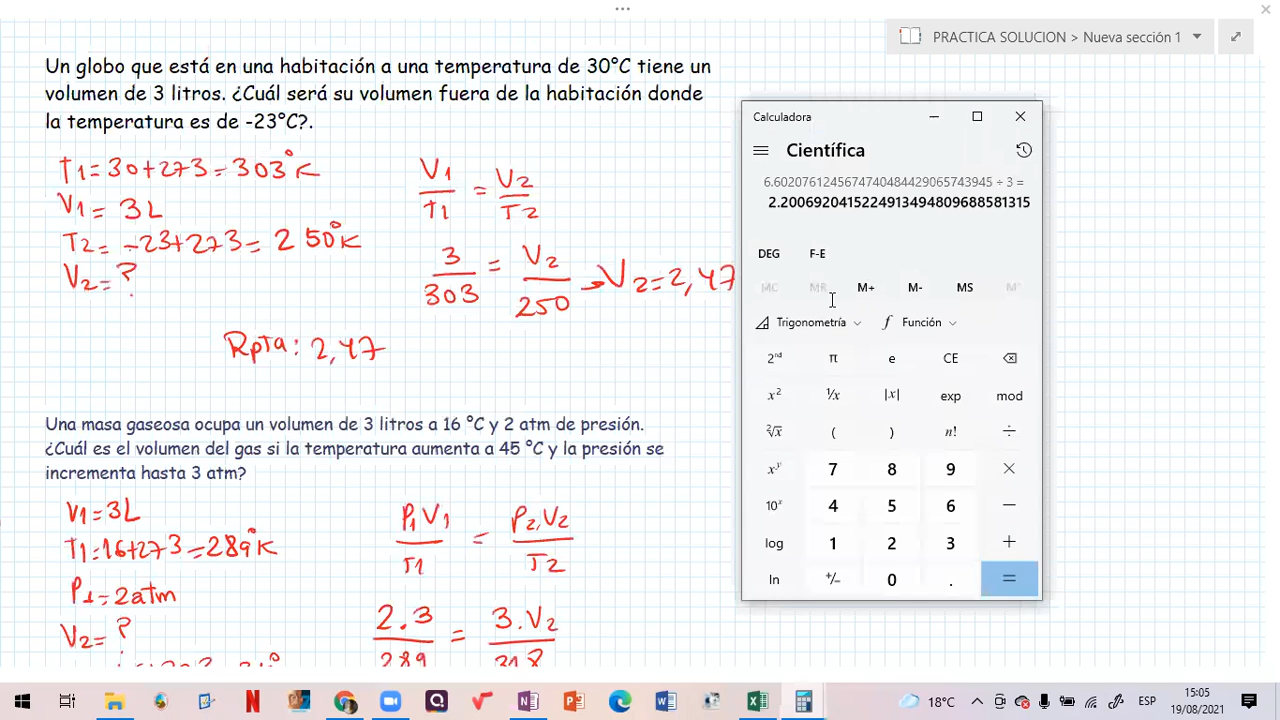 PRACTICA SOLUCION > Nueva sección 1
Un globo que está en una habitación a una temperatura de 30°C tiene un
volumen de 3 litros. ¿Cuál será su volumen fuera de la habitación donde
la temperatura es de -23°C?.
T1=30+273=303°K
V1= 3L
T2= -23+273= 250°K
V2= ?
V1/T1 = V2/T2
3/303 = V2/250 → V2=2,47
Rpta: 2,47
Una masa gaseosa ocupa un volumen de 3 litros a 16 °C y 2 atm de presión.
¿Cuál es el volumen del gas si la temperatura aumenta a 45 °C y la presión se
incrementa hasta 3 atm?
V1=3L
T1=16+273=289°K
P1=2atm
V2= ?
P1V1/T1 = P2.V2/T2
2.3/289 = 3.V2/318
Calculadora
Científica
6.6020761245674740484429065743945 ÷ 3 =
2.2006920415224913494809688581315
DEG F-E
MC MR M+ M- MS M˅
Trigonometría Función
2nd π e CE
x² ¹/x |x| exp mod
²√x ( ) n! ÷
xʸ 7 8 9 ×
10ˣ 4 5 6 −
log 1 2 3 +
ln +/- 0 . =
18°C ESP 15:05
19/08/2021